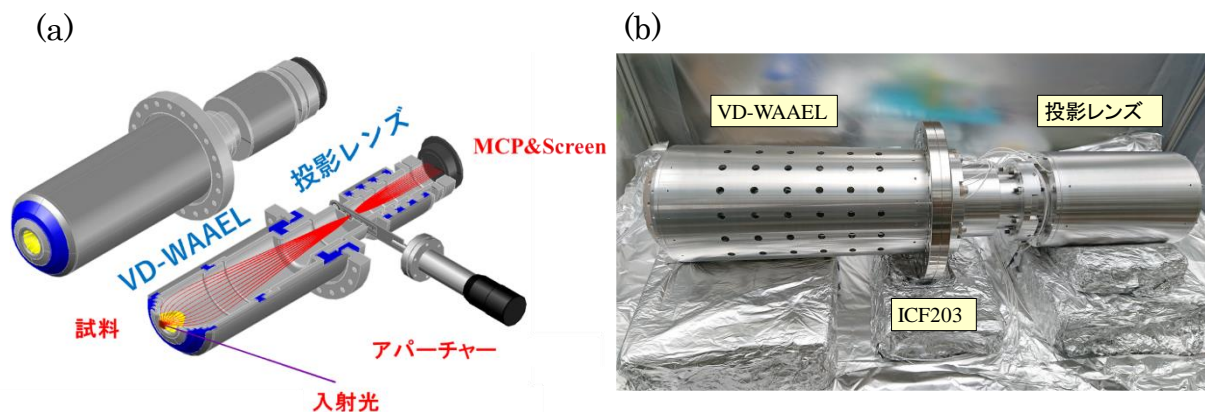 (a)
VD-WAAEL
投影レンズ
MCP&Screen
試料
入射光
アパーチャー
(b)
VD-WAAEL
投影レンズ
ICF203